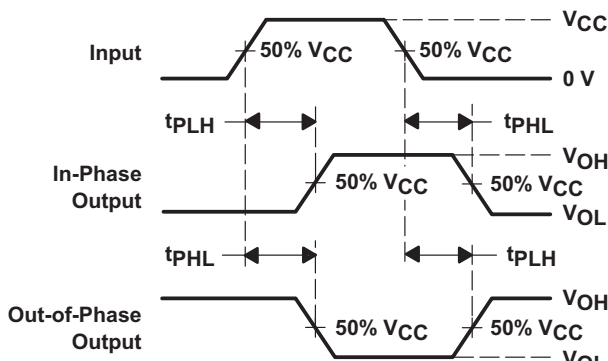 VCC
Input
50% VCC
50% VCC
0 V
tPLH
tPHL
In-Phase
Output
VOH
50% VCC
50% VCC
VOL
tPHL
tPLH
Out-of-Phase
Output
VOH
50% VCC
50% VCC
VOL